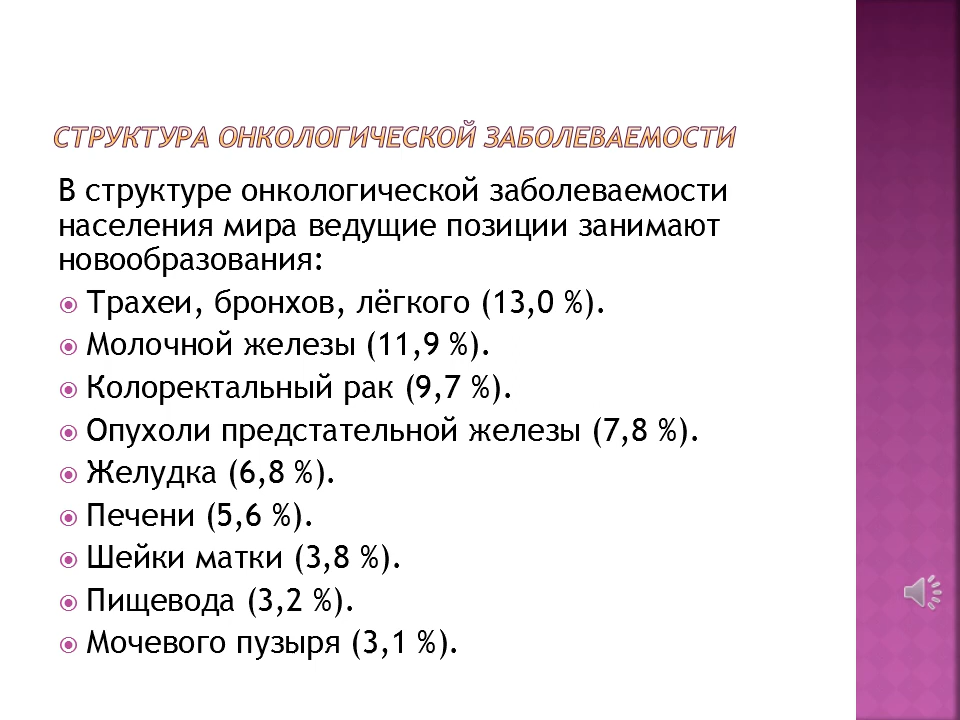 СТРУКТУРА ОНКОЛОГИЧЕСКОЙ ЗАБОЛЕВАЕМОСТИ
В структуре онкологической заболеваемости
населения мира ведущие позиции занимают
новообразования:
Трахеи, бронхов, лёгкого (13,0 %).
Молочной железы (11,9 %).
Колоректальный рак (9,7 %).
Опухоли предстательной железы (7,8 %).
Желудка (6,8 %).
Печени (5,6 %).
Шейки матки (3,8 %).
Пищевода (3,2 %).
Мочевого пузыря (3,1 %).